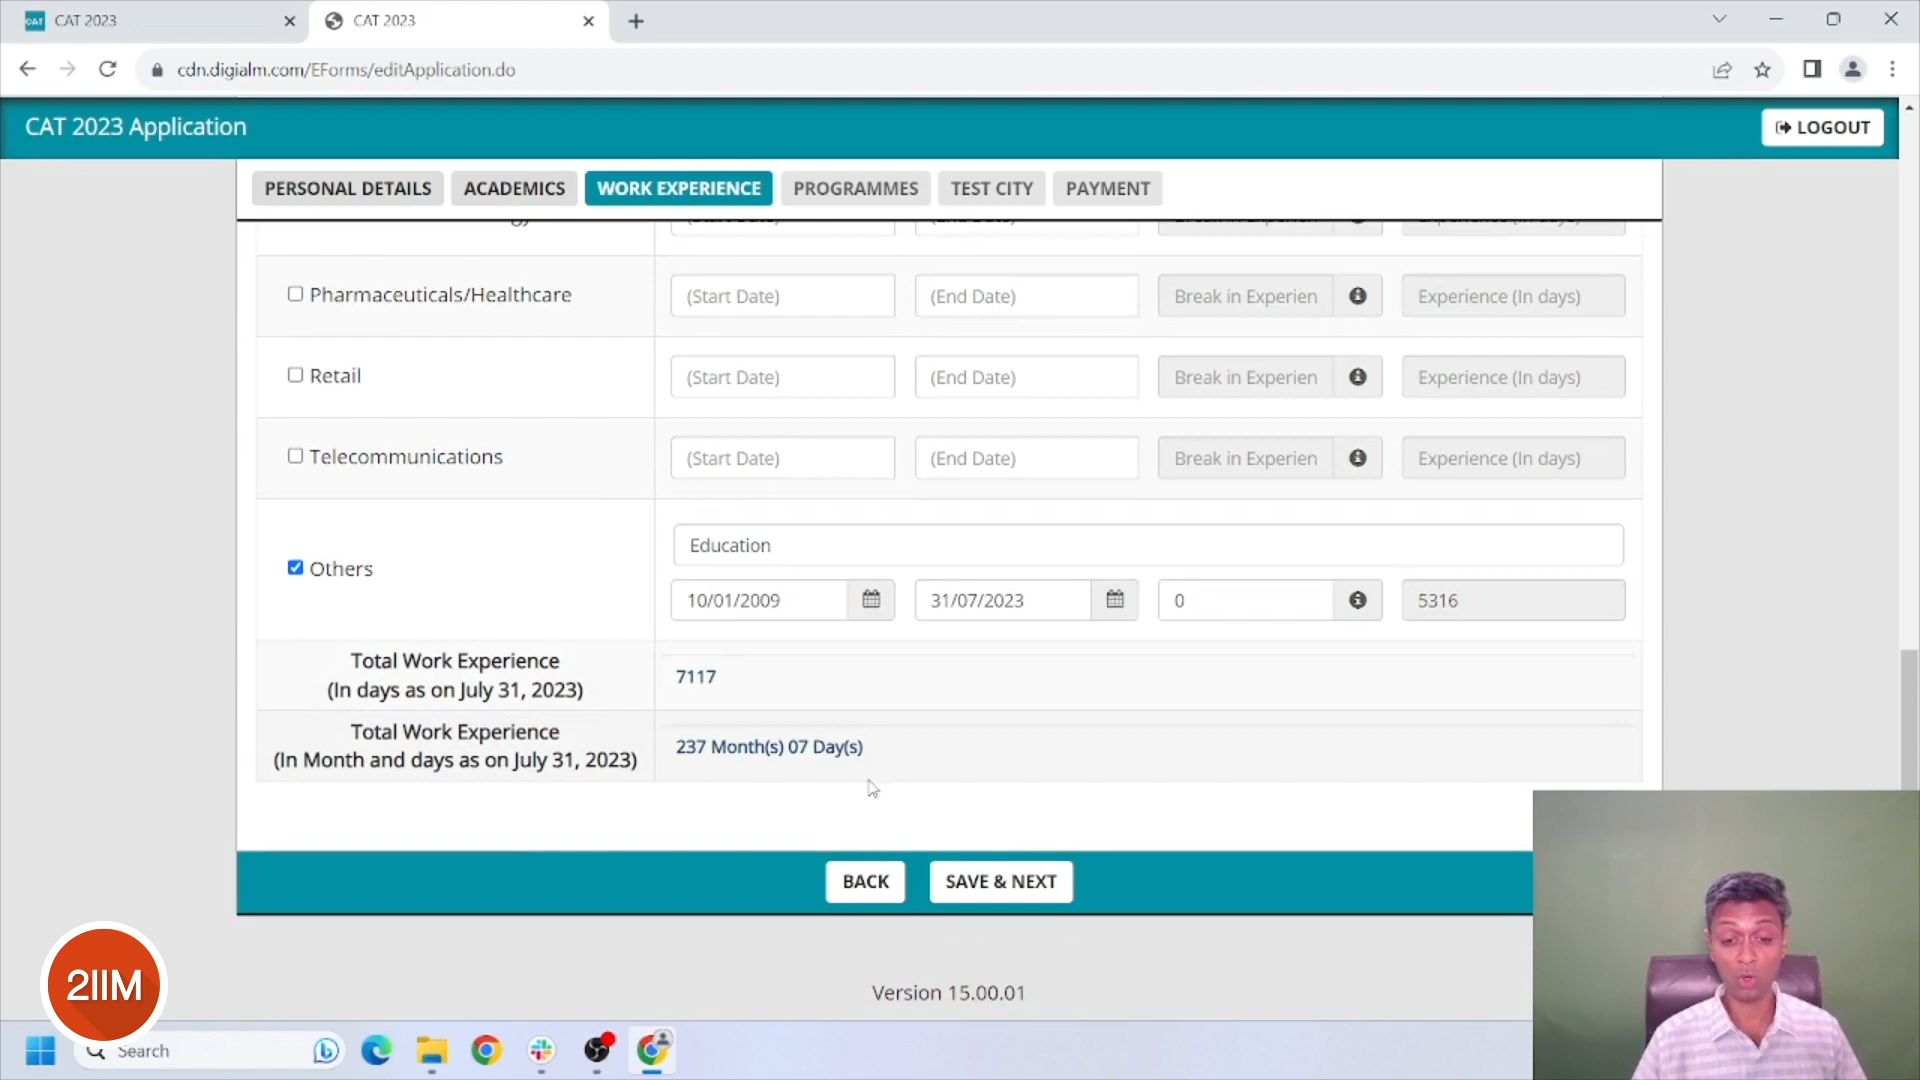 CAT CAT 2023
CAT 2023
cdn.digialm.com/EForms/editApplication.do
CAT 2023 Application
LOGOUT
PERSONAL DETAILS ACADEMICS WORK EXPERIENCE PROGRAMMES TEST CITY PAYMENT
Pharmaceuticals/Healthcare (Start Date) (End Date) Break in Experien Experience (In days)
Retail (Start Date) (End Date) Break in Experien Experience (In days)
Telecommunications (Start Date) (End Date) Break in Experien Experience (In days)
Education
Others
10/01/2009 31/07/2023 0 5316
Total Work Experience
(In days as on July 31, 2023)
7117
Total Work Experience
(In Month and days as on July 31, 2023)
237 Month(s) 07 Day(s)
BACK SAVE & NEXT
2IIM
Version 15.00.01
Search